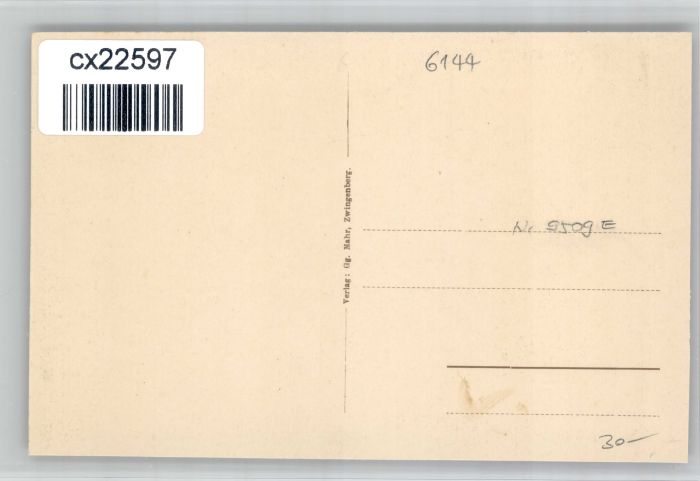 cx22597
6144
Verlag: Gg. Mahr, Zwingenberg.
Nr. 9509 E
30-